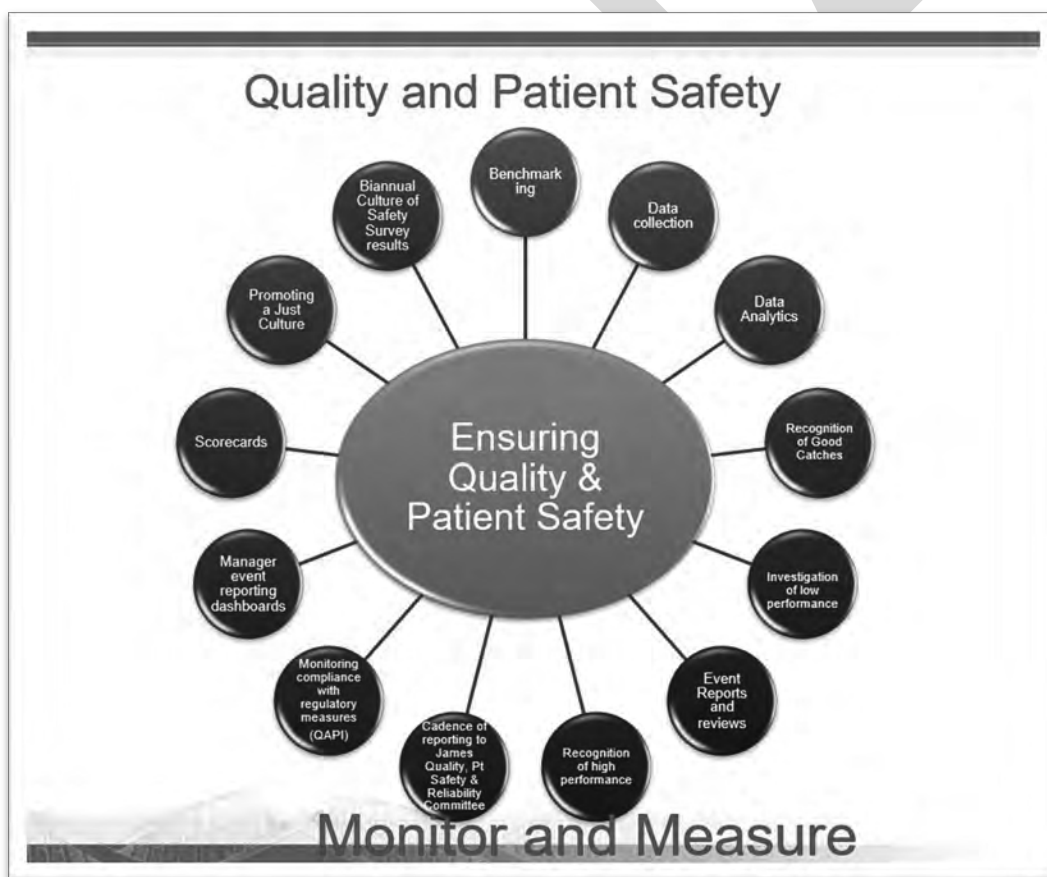 Quality and Patient Safety
Benchmark
ing
Data
collection
Data
Analytics
Recognition
of Good
Catches
Investigation
of low
performance
Event
Reports
and
reviews
Recognition
of high
performance
Cadence of
reporting to
James
Quality, Pt
Safety &
Reliability
Committee
Monitoring
compliance
with
regulatory
measures
(QAPI)
Manager
event
reporting
dashboards
Scorecards
Promoting
a Just
Culture
Biannual
Culture of
Safety
Survey
results
Ensuring
Quality &
Patient Safety
Monitor and Measure